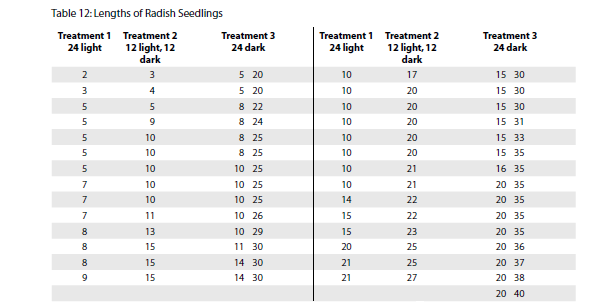 Table 12: Lengths of Radish Seedlings
Treatment 1 Treatment 2 Treatment 3 Treatment 1 Treatment 2 Treatment 3
24 light 12 light, 12 24 dark 24 light 12 light, 12 24 dark
dark dark
2 3 5 20 10 17 15 30
3 4 5 20 10 20 15 30
5 5 8 22 10 20 15 30
5 9 8 24 10 20 15 31
5 10 8 25 10 20 15 33
5 10 8 25 10 20 15 35
5 10 10 25 10 21 16 35
7 10 10 25 10 21 20 35
7 10 10 25 14 22 20 35
7 11 10 26 15 22 20 35
8 13 10 29 15 23 20 35
8 15 11 30 20 25 20 36
8 15 14 30 21 25 20 37
9 15 14 30 21 27 20 38
20 40